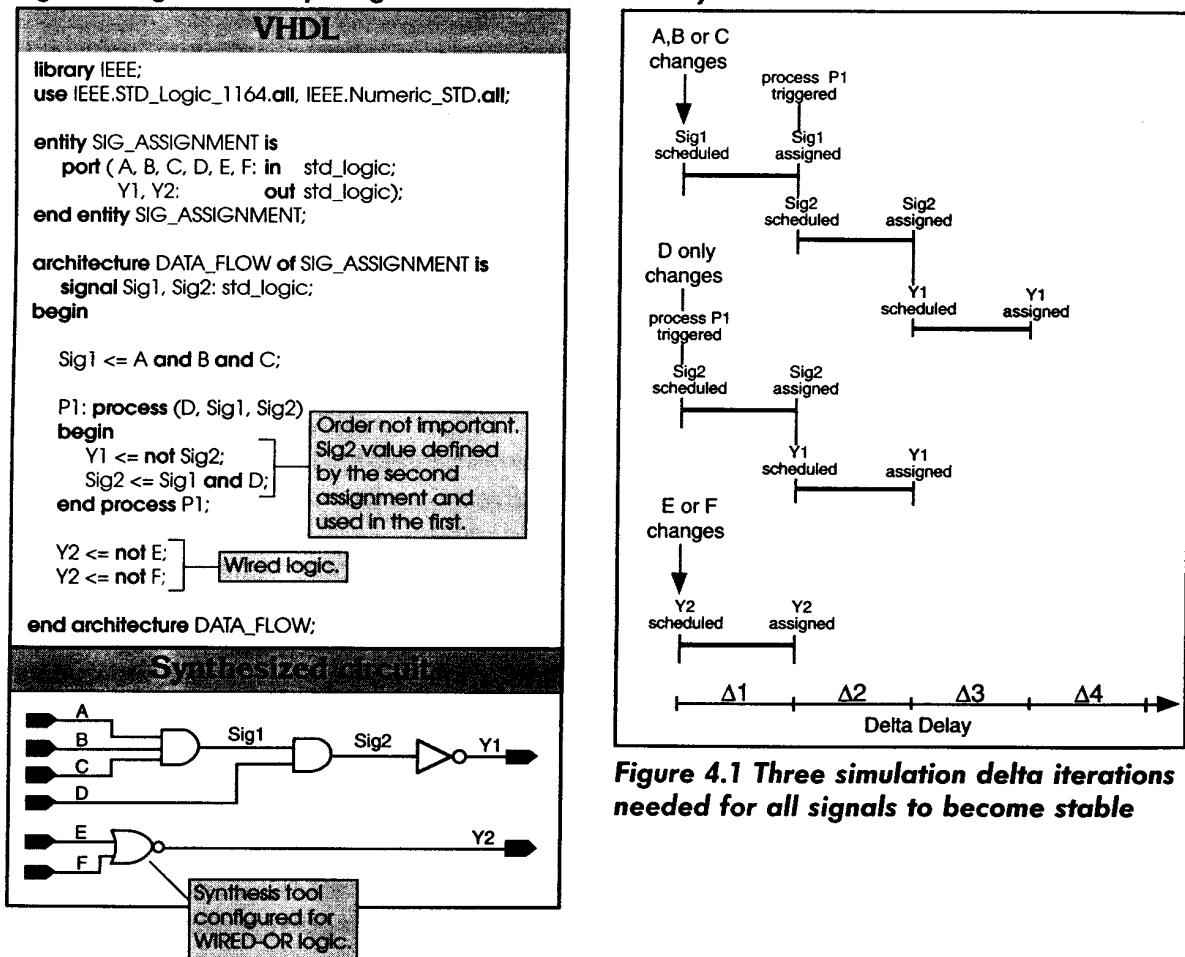 VHDL
library IEEE;
use IEEE.STD_Logic_1164.all, IEEE.Numeric_STD.all;
entity SIG_ASSIGNMENT is
port ( A, B, C, D, E, F: in std_logic;
Y1, Y2: out std_logic);
end entity SIG_ASSIGNMENT;
architecture DATA_FLOW of SIG_ASSIGNMENT is
signal Sig1, Sig2: std_logic;
begin
Sig1 <= A and B and C;
P1: process (D, Sig1, Sig2)
begin
Y1 <= not Sig2;
Sig2 <= Sig1 and D;
end process P1;
Order not important.
Sig2 value defined
by the second
assignment and
used in the first.
Y2 <= not E;
Y2 <= not F;
Wired logic.
end architecture DATA_FLOW;
Synthesized circuit
A
B
C
D
Sig1
Sig2
Y1
E
F
Y2
Synthesis tool
configured for
WIRED-OR logic.
A,B or C
changes
process P1
triggered
Sig1
scheduled
Sig1
assigned
Sig2
scheduled
Sig2
assigned
Y1
scheduled
Y1
assigned
D only
changes
process P1
triggered
Sig2
scheduled
Sig2
assigned
Y1
scheduled
Y1
assigned
E or F
changes
Y2
scheduled
Y2
assigned
Δ1 Δ2 Δ3 Δ4
Delta Delay
Figure 4.1 Three simulation delta iterations
needed for all signals to become stable